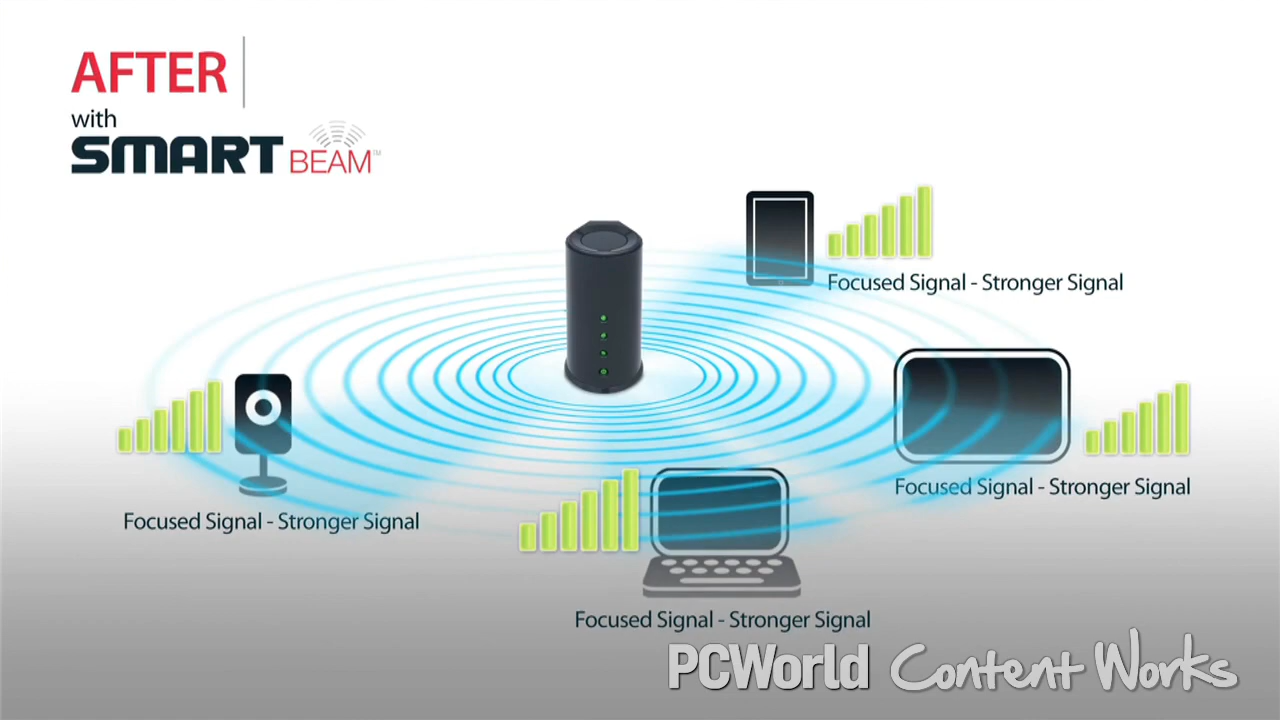 AFTER
with
SMART BEAM™
Focused Signal - Stronger Signal
Focused Signal - Stronger Signal
Focused Signal - Stronger Signal
Focused Signal - Stronger Signal
PCWorld Content Works